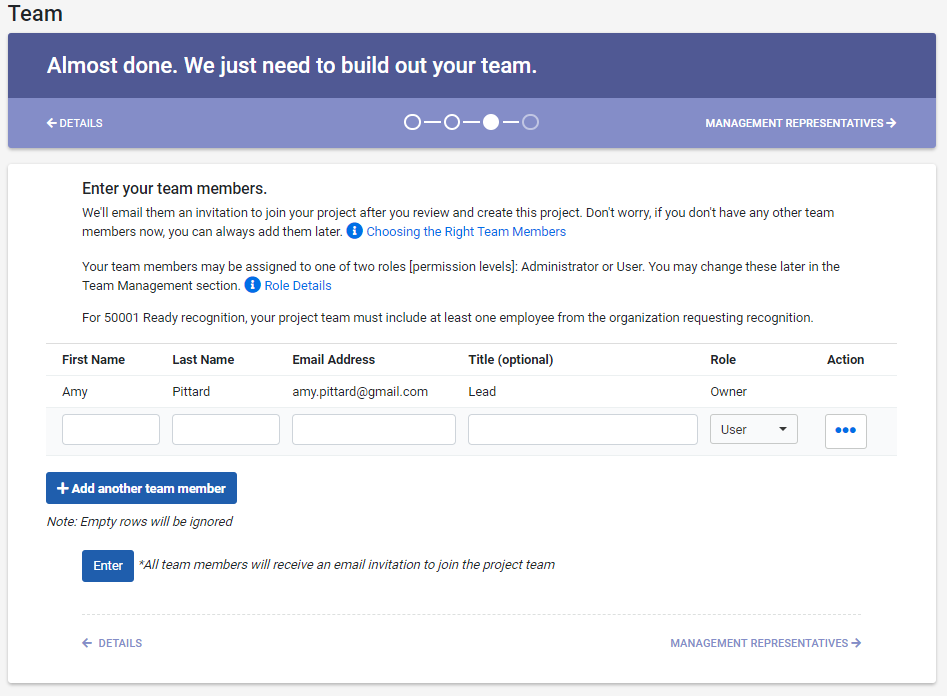 Team
Almost done. We just need to build out your team.
DETAILS
MANAGEMENT REPRESENTATIVES
Enter your team members.
We'll email them an invitation to join your project after you review and create this project. Don't worry, if you don't have any other team
members now, you can always add them later. Choosing the Right Team Members
Your team members may be assigned to one of two roles [permission levels]: Administrator or User. You may change these later in the
Team Management section. Role Details
For 50001 Ready recognition, your project team must include at least one employee from the organization requesting recognition.
First Name Last Name Email Address Title (optional) Role Action
Amy Pittard amy.pittard@gmail.com Lead Owner
User
Add another team member
Note: Empty rows will be ignored
Enter *All team members will receive an email invitation to join the project team
DETAILS
MANAGEMENT REPRESENTATIVES